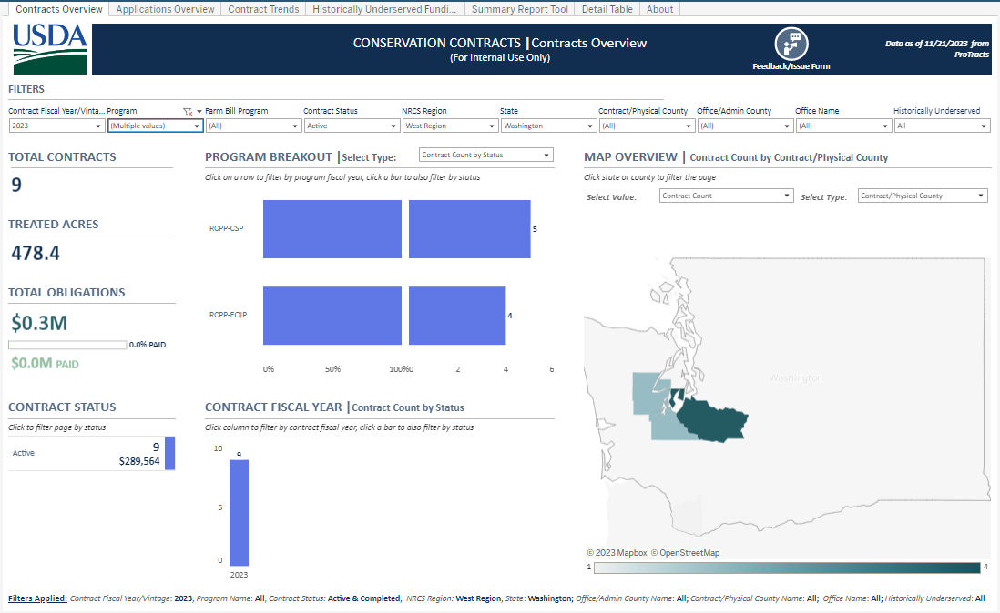 Contracts Overview Applications Overview Contract Trends Historically Underserved Fundi... Summary Report Tool Detail Table About
USDA
CONSERVATION CONTRACTS | Contracts Overview
(For Internal Use Only)
Feedback/Issue Form
Data as of 11/21/2023 from
ProTracts
FILTERS
Contract Fiscal Year/Vinta... Program Farm Bill Program Contract Status NRCS Region State Contract/Physical County Office/Admin County Office Name Historically Underserved
2023 (Multiple values) (All) Active West Region Washington (All) (All) (All) All
TOTAL CONTRACTS
9
TREATED ACRES
478.4
TOTAL OBLIGATIONS
$0.3M
0.0% PAID
$0.0M PAID
CONTRACT STATUS
Click to filter page by status
Active 9
$289,564
PROGRAM BREAKOUT | Select Type: Contract Count by Status
Click on a row to filter by program fiscal year, click a bar to also filter by status
RCPP-CSP 5
RCPP-EQIP 4
0% 50% 100%0 2 4 6
CONTRACT FISCAL YEAR | Contract Count by Status
Click column to filter by contract fiscal year, click a bar to also filter by status
10
9
5
0
2023
MAP OVERVIEW | Contract Count by Contract/Physical County
Click state or county to filter the page
Select Value: Contract Count Select Type: Contract/Physical County
Washington
© 2023 Mapbox © OpenStreetMap
1 4
Filters Applied: Contract Fiscal Year/Vintage: 2023; Program Name: All; Contract Status: Active & Completed; NRCS Region: West Region; State: Washington; Office/Admin County Name: All; Contract/Physical County Name: All; Office Name: All; Historically Underserved: All